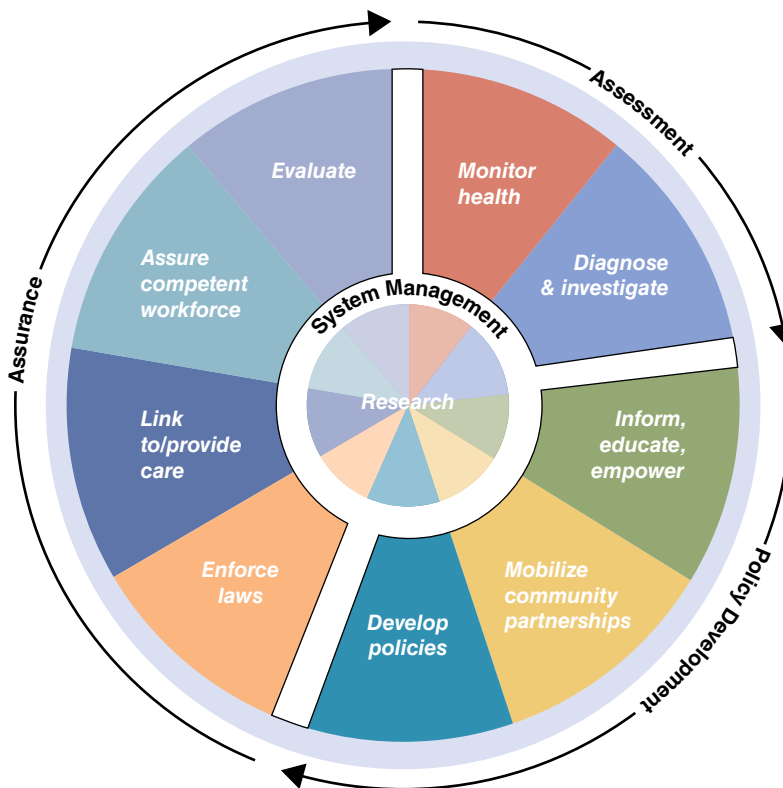 Assessment
Monitor
health
Diagnose
& investigate
Inform,
educate,
empower
Policy Development
Mobilize
community
partnerships
Develop
policies
Enforce
laws
Link
to/provide
care
Assurance
Assure
competent
workforce
Evaluate
System Management
Research